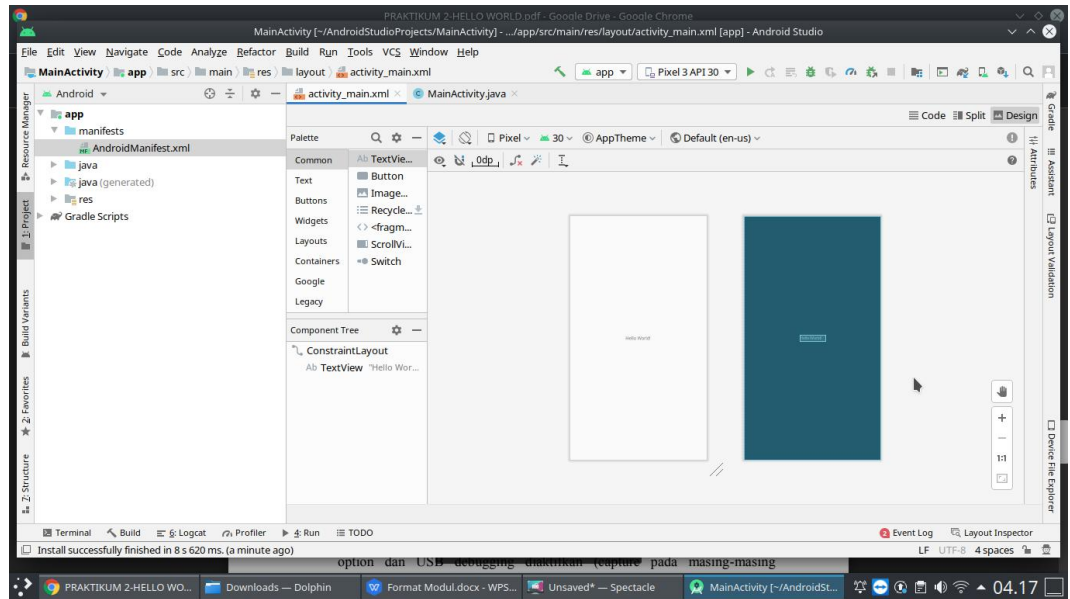 PRAKTIKUM 2-HELLO WORLD.pdf - Google Drive - Google Chrome
MainActivity [~/AndroidStudioProjects/MainActivity] - .../app/src/main/res/layout/activity_main.xml [app] - Android Studio
File Edit View Navigate Code Analyze Refactor Build Run Tools VCS Window Help
MainActivity app src main res layout activity_main.xml app Pixel 3 API 30
Android activity_main.xml MainActivity.java
Code Split Design
app
manifests
AndroidManifest.xml
java
java (generated)
res
Gradle Scripts
Resource Manager
1: Project
Build Variants
2: Favorites
7: Structure
Palette
Common
Text
Buttons
Widgets
Layouts
Containers
Google
Legacy
Ab TextVie...
Button
Image...
Recycle...
<> <fragm...
ScrollVi...
Switch
Pixel 30 AppTheme Default (en-us)
0dp
Component Tree
ConstraintLayout
Ab TextView "Hello Wor...
Hello World!
Hello World!
1:1
Gradle
Attributes
Assistant
Layout Validation
Device File Explorer
Terminal Build 6: Logcat Profiler 4: Run TODO 2 Event Log Layout Inspector
Install successfully finished in 8 s 620 ms. (a minute ago) LF UTF-8 4 spaces
option dan USB debugging diaktifkan (capture pada masing-masing
PRAKTIKUM 2-HELLO WO... Downloads — Dolphin Format Modul.docx - WPS... Unsaved* — Spectacle MainActivity [~/AndroidSt... 04.17